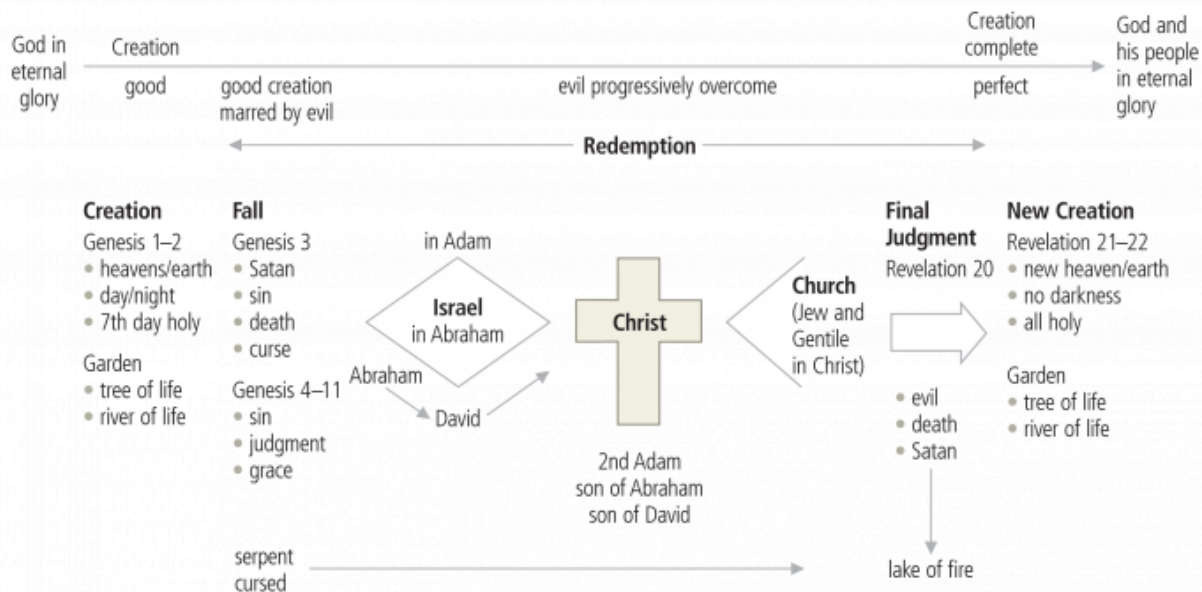 God in
eternal
glory
Creation
good
good creation
marred by evil
evil progressively overcome
Creation
complete
perfect
God and
his people
in eternal
glory
Redemption
Creation
Genesis 1–2
• heavens/earth
• day/night
• 7th day holy
Garden
• tree of life
• river of life
Fall
Genesis 3
• Satan
• sin
• death
• curse
Genesis 4–11
• sin
• judgment
• grace
in Adam
Israel
in Abraham
Abraham
David
Christ
2nd Adam
son of Abraham
son of David
Church
(Jew and
Gentile
in Christ)
Final
Judgment
Revelation 20
• evil
• death
• Satan
lake of fire
New Creation
Revelation 21–22
• new heaven/earth
• no darkness
• all holy
Garden
• tree of life
• river of life
serpent
cursed